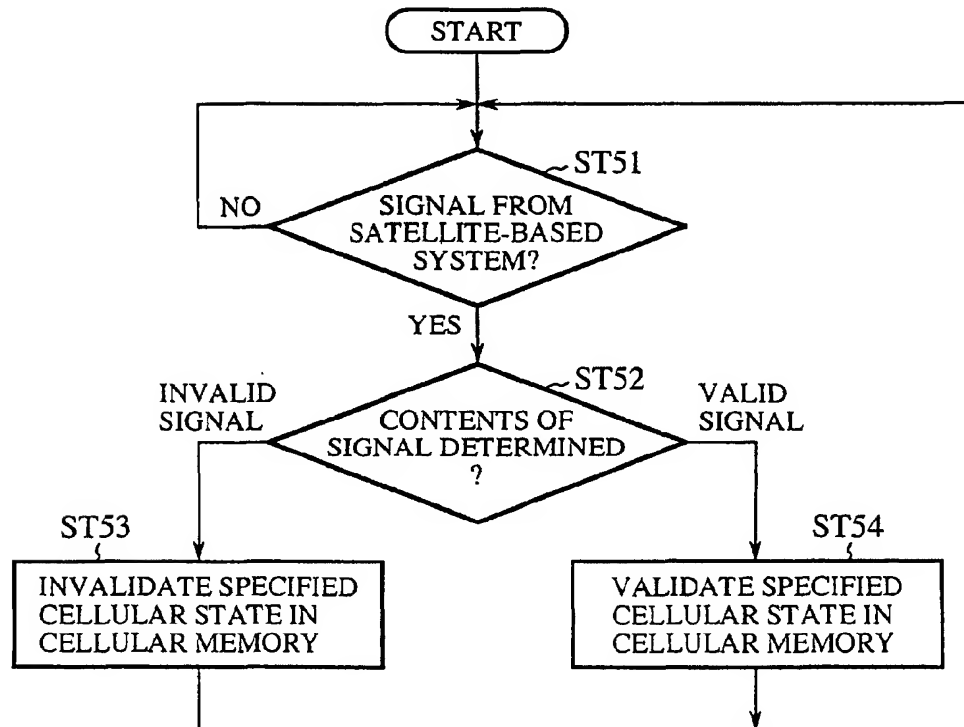 START
ST51
NO
SIGNAL FROM
SATELLITE-BASED
SYSTEM?
YES
ST52
INVALID
SIGNAL
VALID
SIGNAL
CONTENTS OF
SIGNAL DETERMINED
?
ST53
ST54
INVALIDATE SPECIFIED
CELLULAR STATE IN
CELLULAR MEMORY
VALIDATE SPECIFIED
CELLULAR STATE IN
CELLULAR MEMORY